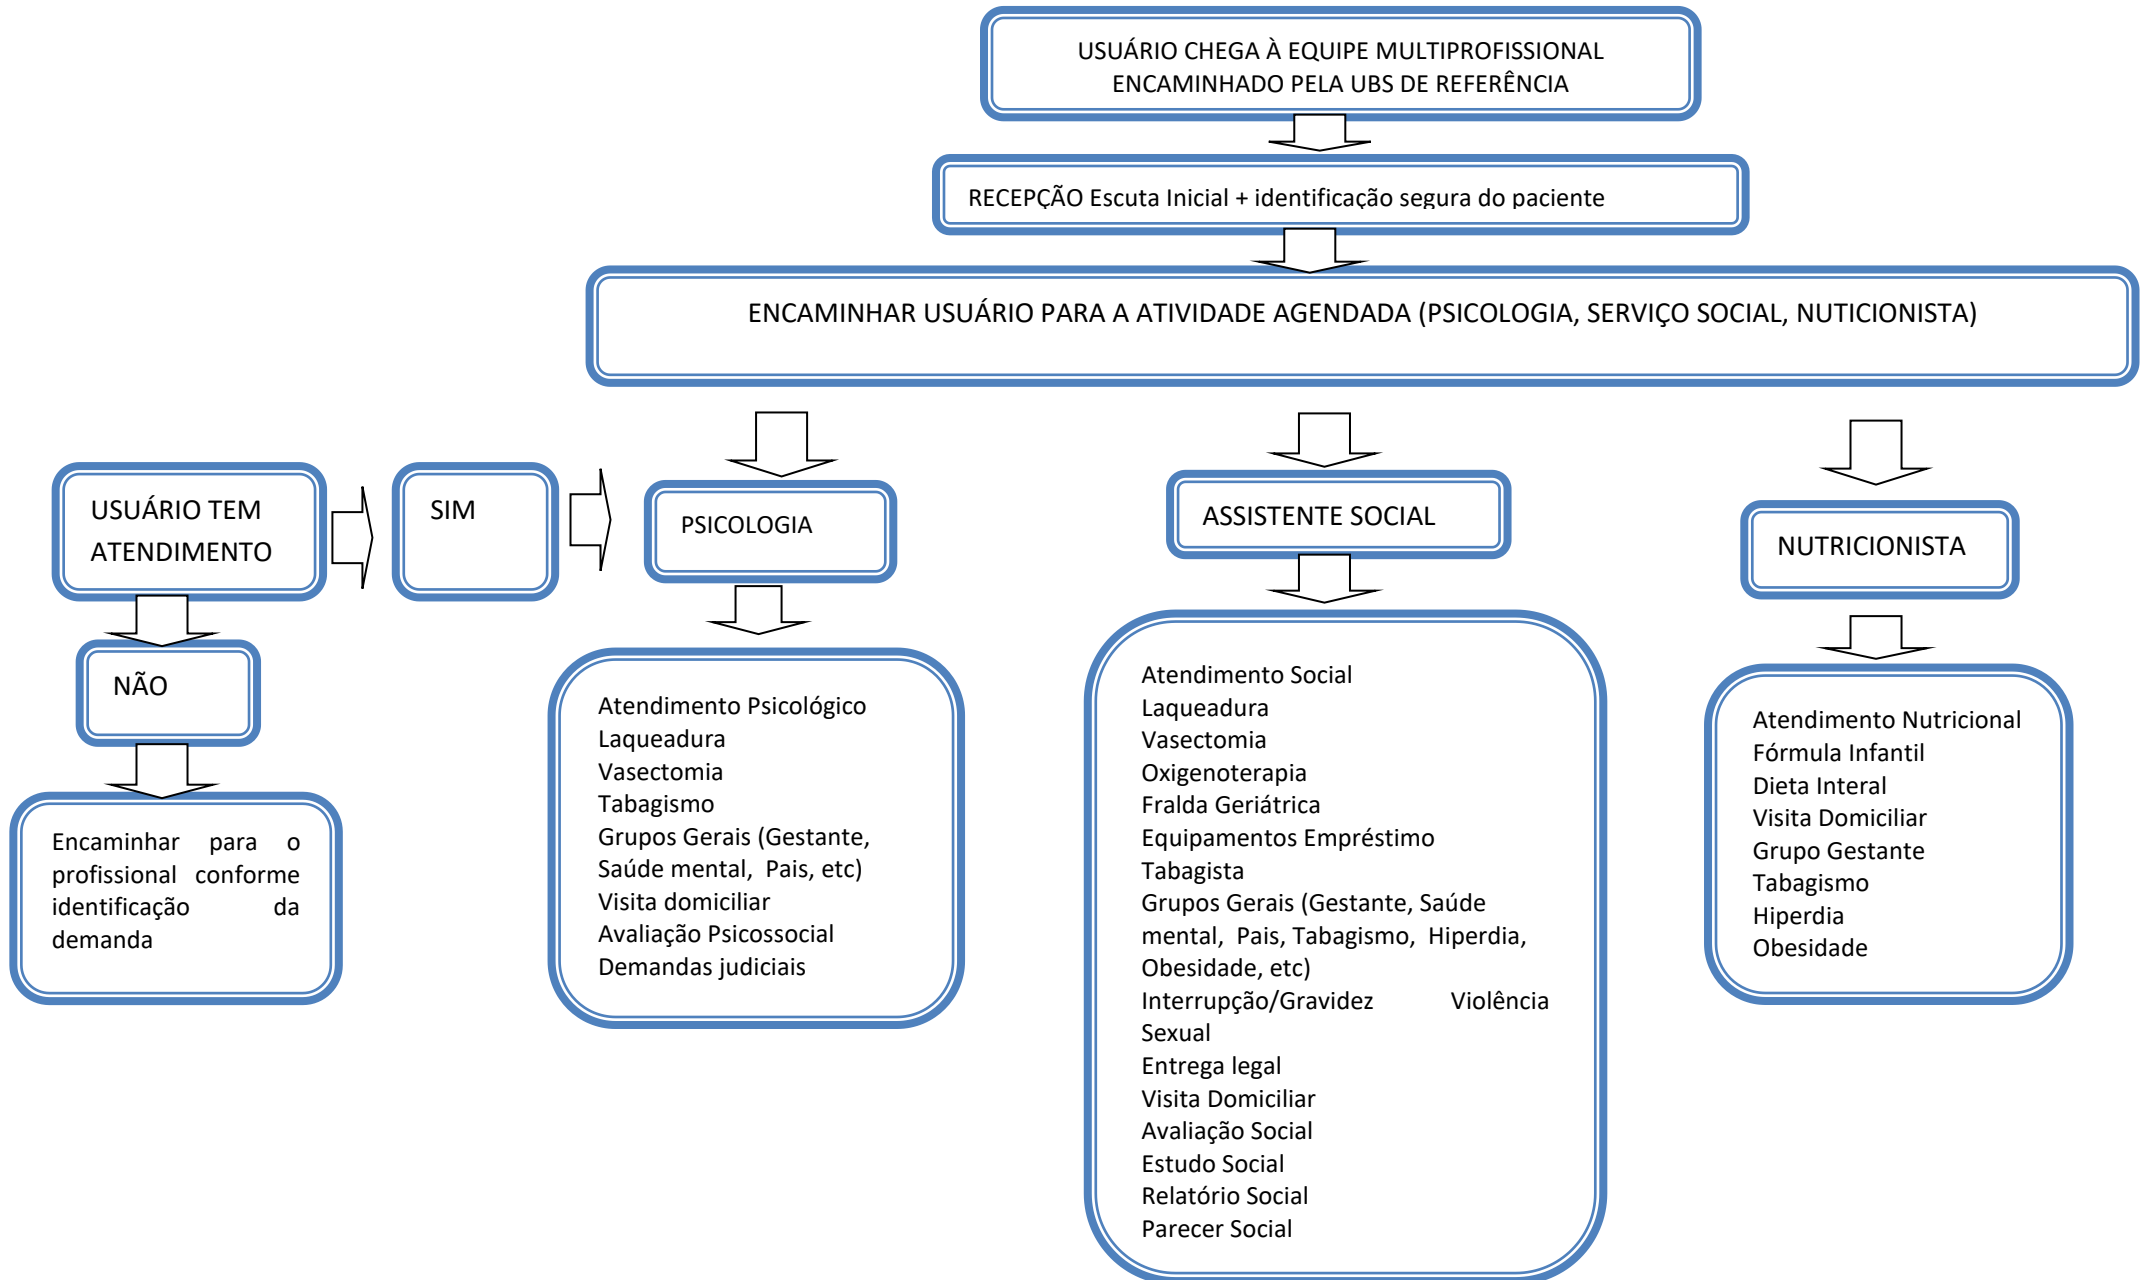 USUÁRIO CHEGA À EQUIPE MULTIPROFISSIONAL
ENCAMINHADO PELA UBS DE REFERÊNCIA
RECEPÇÃO Escuta Inicial + identificação segura do paciente
ENCAMINHAR USUÁRIO PARA A ATIVIDADE AGENDADA (PSICOLOGIA, SERVIÇO SOCIAL, NUTICIONISTA)
USUÁRIO TEM
ATENDIMENTO
SIM
PSICOLOGIA
ASSISTENTE SOCIAL
NUTRICIONISTA
NÃO
Encaminhar para o
profissional conforme
identificação da
demanda
Atendimento Psicológico
Laqueadura
Vasectomia
Tabagismo
Grupos Gerais (Gestante,
Saúde mental, Pais, etc)
Visita domiciliar
Avaliação Psicossocial
Demandas judiciais
Atendimento Social
Laqueadura
Vasectomia
Oxigenoterapia
Fralda Geriátrica
Equipamentos Empréstimo
Tabagista
Grupos Gerais (Gestante, Saúde
mental, Pais, Tabagismo, Hiperdia,
Obesidade, etc)
Interrupção/Gravidez Violência
Sexual
Entrega legal
Visita Domiciliar
Avaliação Social
Estudo Social
Relatório Social
Parecer Social
Atendimento Nutricional
Fórmula Infantil
Dieta Interal
Visita Domiciliar
Grupo Gestante
Tabagismo
Hiperdia
Obesidade